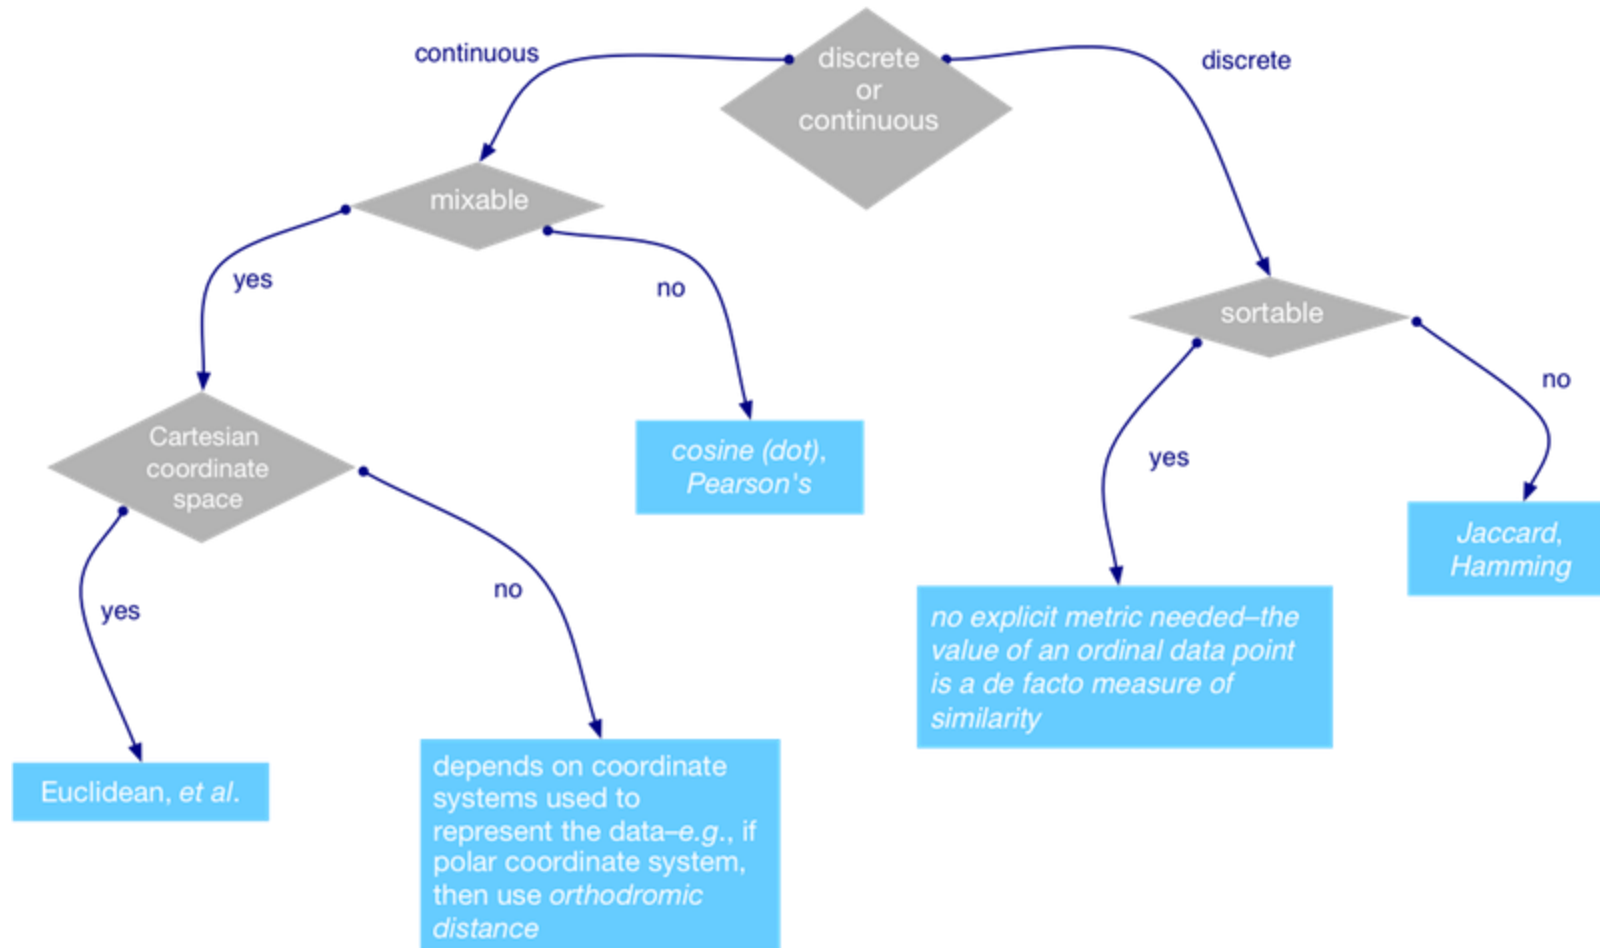 continuous
discrete
or
continuous
discrete
mixable
yes
no
sortable
no
yes
Cartesian
coordinate
space
cosine (dot),
Pearson's
yes
no
Jaccard,
Hamming
no explicit metric needed–the
value of an ordinal data point
is a de facto measure of
similarity
Euclidean, et al.
depends on coordinate
systems used to
represent the data–e.g., if
polar coordinate system,
then use orthodromic
distance